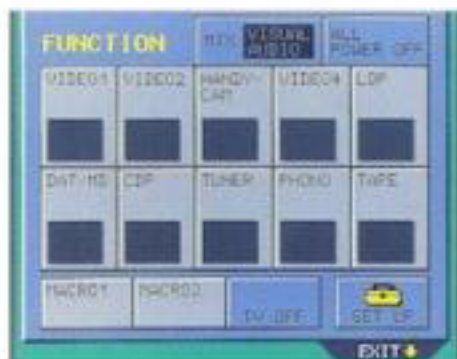 FUNCTION
MIX VISUAL AUDIO
ALL POWER OFF
VIDEO1 VIDEO2 HANDY-CAM VIDEO4 LDP
DAT/MD CDP TUNER PHONO TAPE
MACRO1 MACRO2 TV OFF SET UP
EXIT